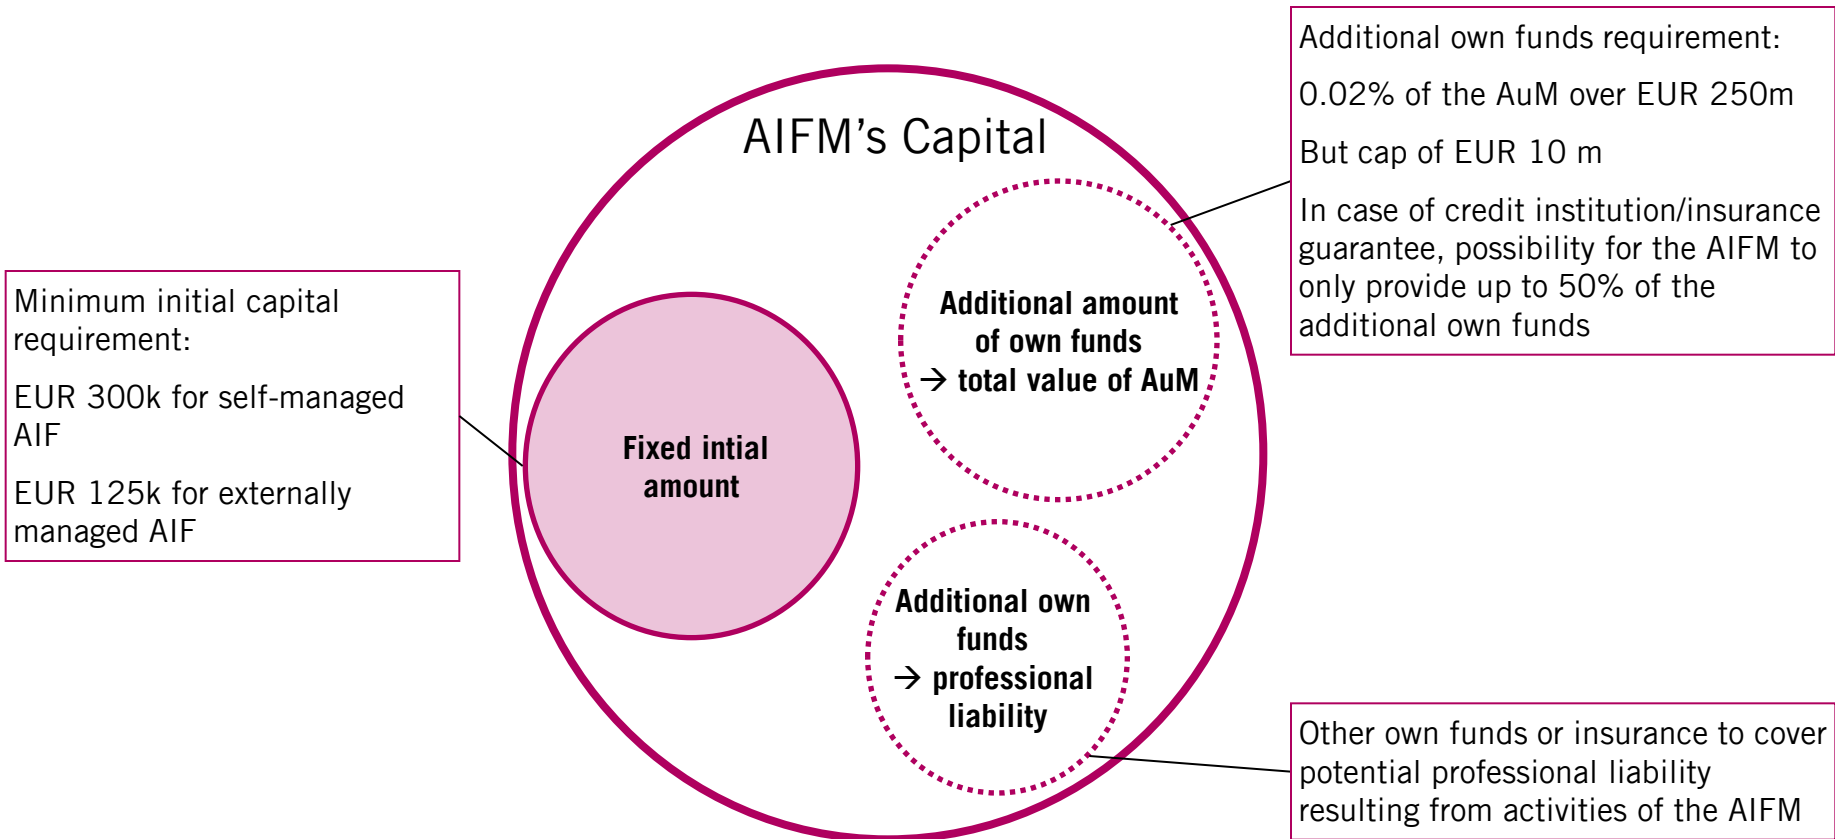 AIFM’s Capital
Minimum initial capital
requirement:
EUR 300k for self-managed
AIF
EUR 125k for externally
managed AIF
Fixed intial
amount
Additional amount
of own funds
→ total value of AuM
Additional own
funds
→ professional
liability
Additional own funds requirement:
0.02% of the AuM over EUR 250m
But cap of EUR 10 m
In case of credit institution/insurance
guarantee, possibility for the AIFM to
only provide up to 50% of the
additional own funds
Other own funds or insurance to cover
potential professional liability
resulting from activities of the AIFM